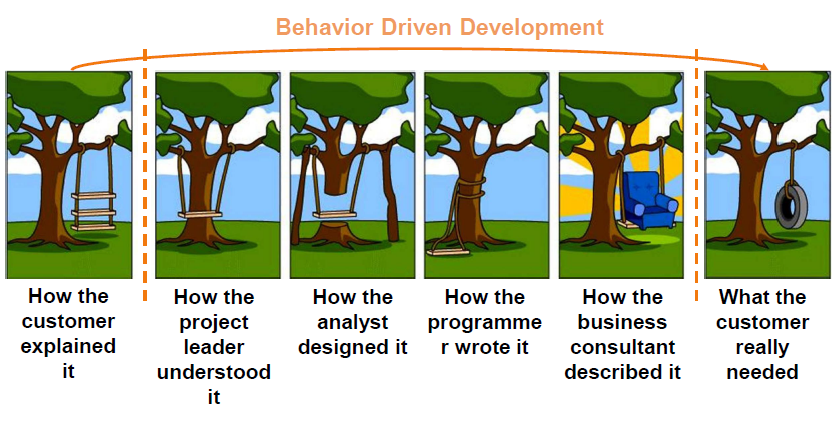 Behavior Driven Development
How the
customer
explained
it
How the
project
leader
understood
it
How the
analyst
designed it
How the
programme
r wrote it
How the
business
consultant
described it
What the
customer
really
needed